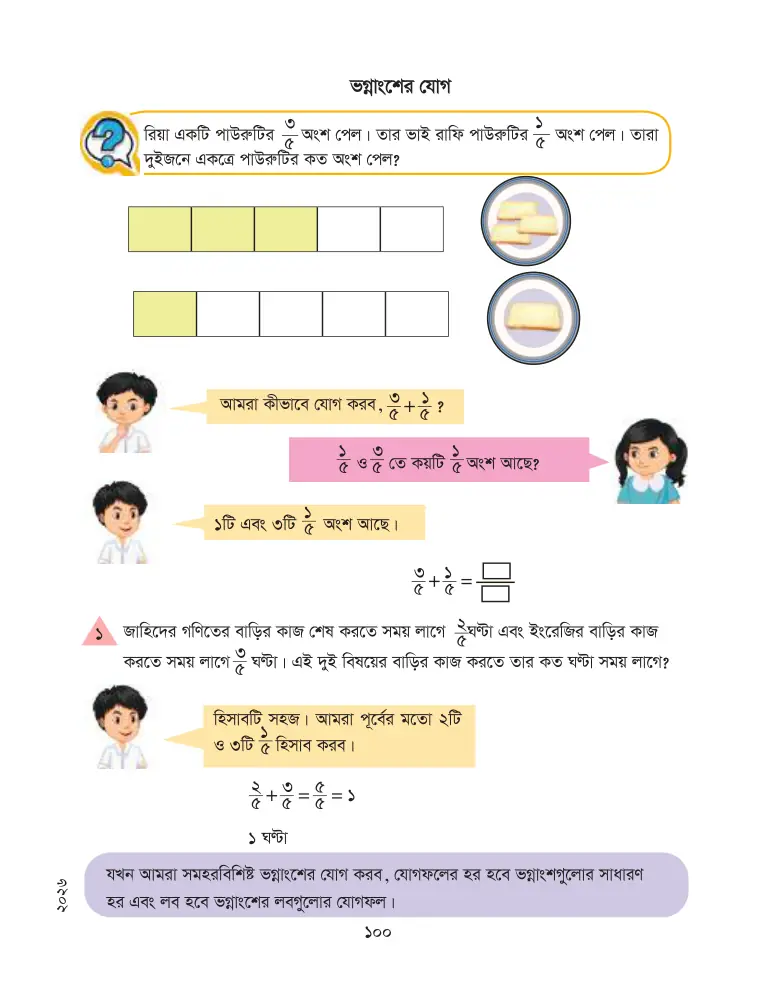 ভগ্নাংশের যোগ
রিয়া একটি পাউরুটির ৩/৫ অংশ পেল। তার ভাই রাফি পাউরুটির ১/৫ অংশ পেল। তারা
দুইজনে একত্রে পাউরুটির কত অংশ পেল?
আমরা কীভাবে যোগ করব, ৩/৫ + ১/৫ ?
১/৫ ও ৩/৫ তে কয়টি ১/৫ অংশ আছে?
১টি এবং ৩টি ১/৫ অংশ আছে।
৩/৫ + ১/৫ = □/□
১ জাহিদের গণিতের বাড়ির কাজ শেষ করতে সময় লাগে ২/৫ ঘণ্টা এবং ইংরেজির বাড়ির কাজ
করতে সময় লাগে ৩/৫ ঘণ্টা। এই দুই বিষয়ের বাড়ির কাজ করতে তার কত ঘণ্টা সময় লাগে?
হিসাবটি সহজ। আমরা পূর্বের মতো ২টি
ও ৩টি ১/৫ হিসাব করব।
২/৫ + ৩/৫ = ৫/৫ = ১
১ ঘণ্টা
যখন আমরা সমহরবিশিষ্ট ভগ্নাংশের যোগ করব, যোগফলের হর হবে ভগ্নাংশগুলোর সাধারণ
হর এবং লব হবে ভগ্নাংশের লবগুলোর যোগফল।
২০২৬
১০০